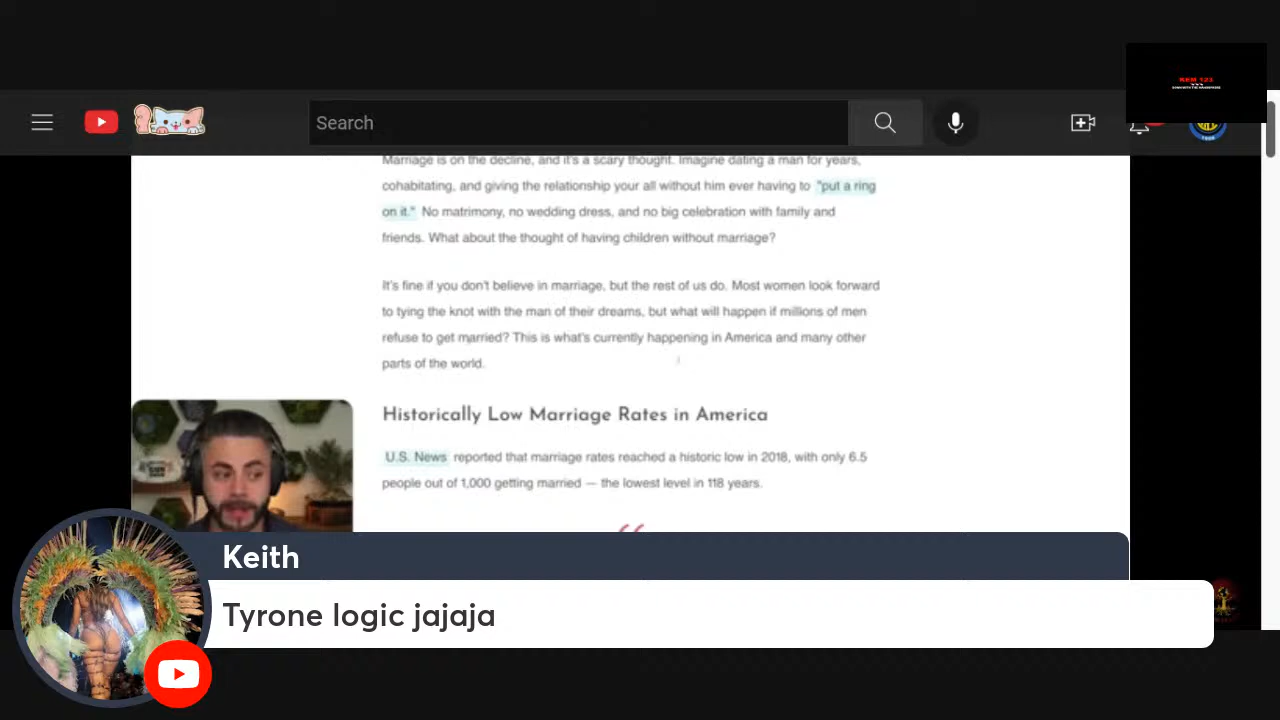 KEM 123
Search
Marriage is on the decline, and it's a scary thought. Imagine dating a man for years,
cohabitating, and giving the relationship your all without him ever having to "put a ring
on it." No matrimony, no wedding dress, and no big celebration with family and
friends. What about the thought of having children without marriage?
It's fine if you don't believe in marriage, but the rest of us do. Most women look forward
to tying the knot with the man of their dreams, but what will happen if millions of men
refuse to get married? This is what's currently happening in America and many other
parts of the world.
Historically Low Marriage Rates in America
U.S. News reported that marriage rates reached a historic low in 2018, with only 6.5
people out of 1,000 getting married — the lowest level in 118 years.
“
Keith
Tyrone logic jajaja